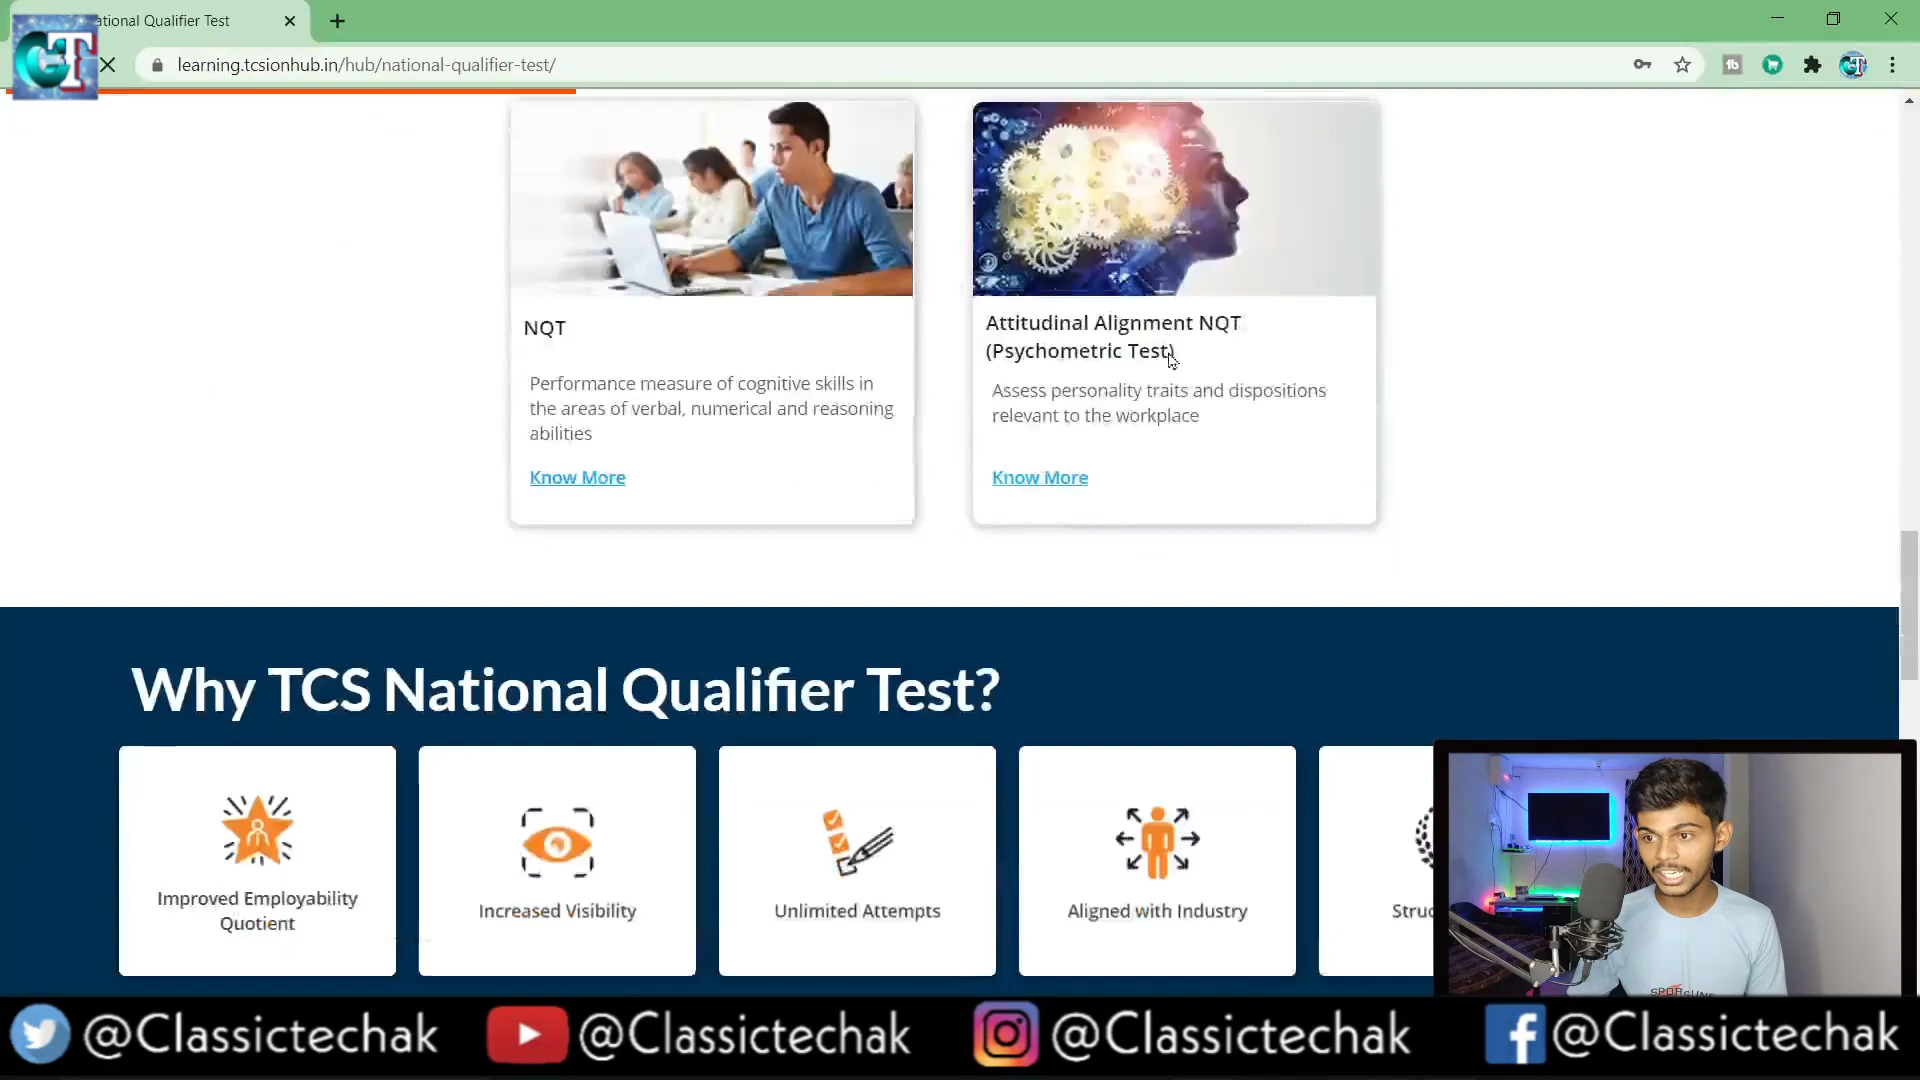 ational Qualifier Test
CT
learning.tcsionhub.in/hub/national-qualifier-test/
tb
NQT
Performance measure of cognitive skills in
the areas of verbal, numerical and reasoning
abilities
Know More
Attitudinal Alignment NQT
(Psychometric Test)
Assess personality traits and dispositions
relevant to the workplace
Know More
Why TCS National Qualifier Test?
Improved Employability
Quotient
Increased Visibility
Unlimited Attempts
Aligned with Industry
Struc
@Classictechak
@Classictechak
@Classictechak
@Classictechak